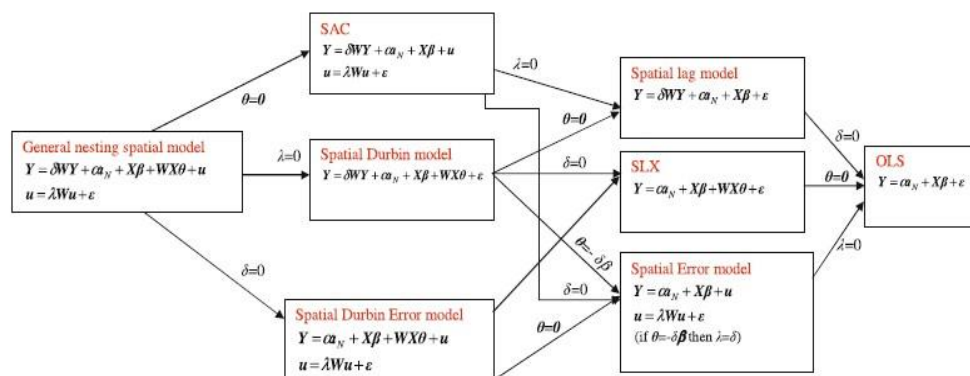 SAC
Y = δWY + αι_N + Xβ + u
u = λWu + ε
θ=0
λ=0
General nesting spatial model
Y = δWY + αι_N + Xβ + WXθ + u
u = λWu + ε
λ=0
Spatial Durbin model
Y = δWY + αι_N + Xβ + WXθ + ε
δ=0
Spatial Durbin Error model
Y = αι_N + Xβ + WXθ + u
u = λWu + ε
Spatial lag model
Y = δWY + αι_N + Xβ + ε
θ=0
δ=0
SLX
Y = αι_N + Xβ + WXθ + ε
θ=-δβ
δ=0
θ=0
Spatial Error model
Y = αι_N + Xβ + u
u = λWu + ε
(if θ=-δβ then λ=δ)
δ=0
θ=0
λ=0
OLS
Y = αι_N + Xβ + ε